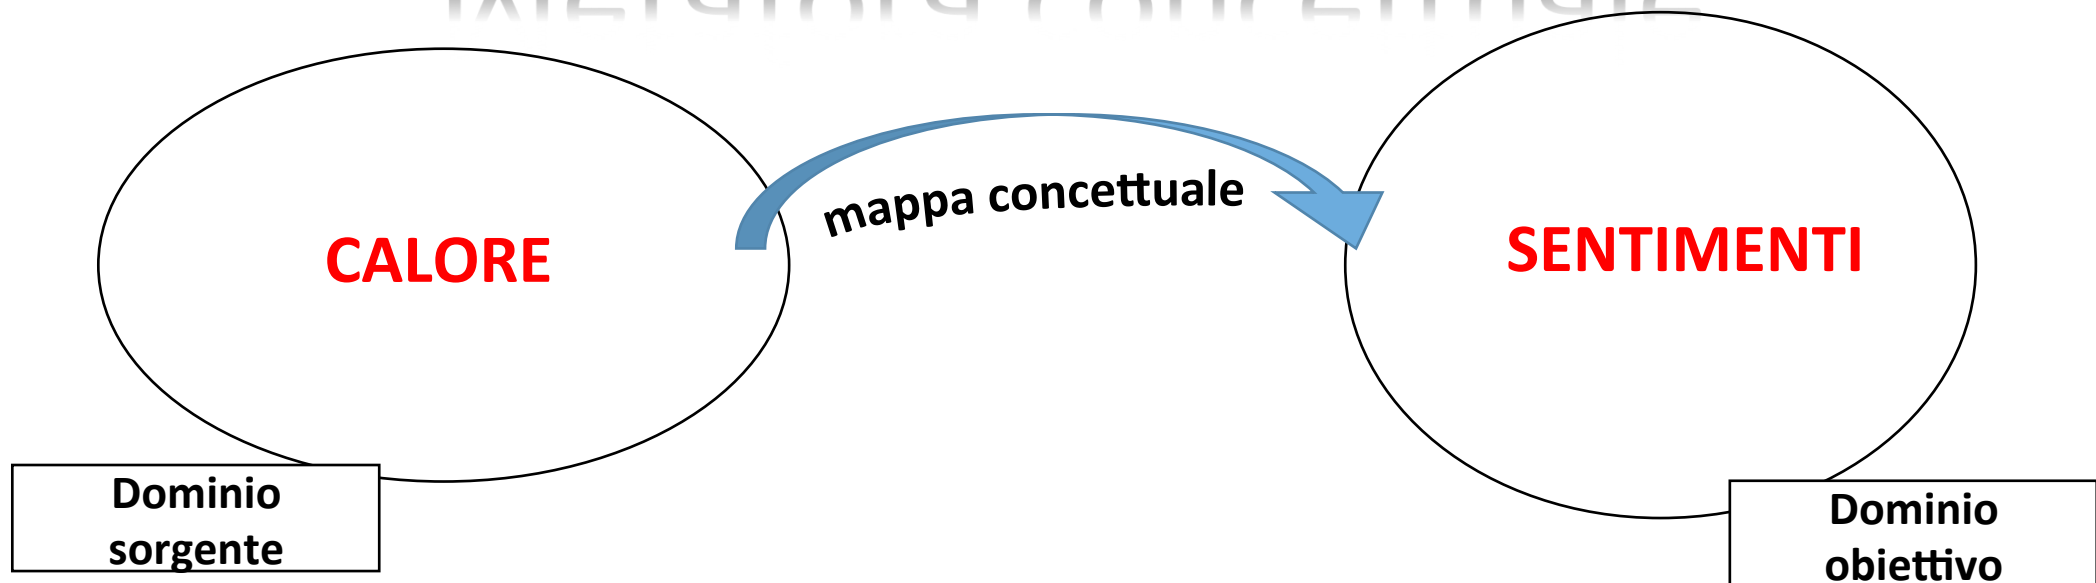 CALORE
mappa concettuale
SENTIMENTI
Dominio
sorgente
Dominio
obiettivo